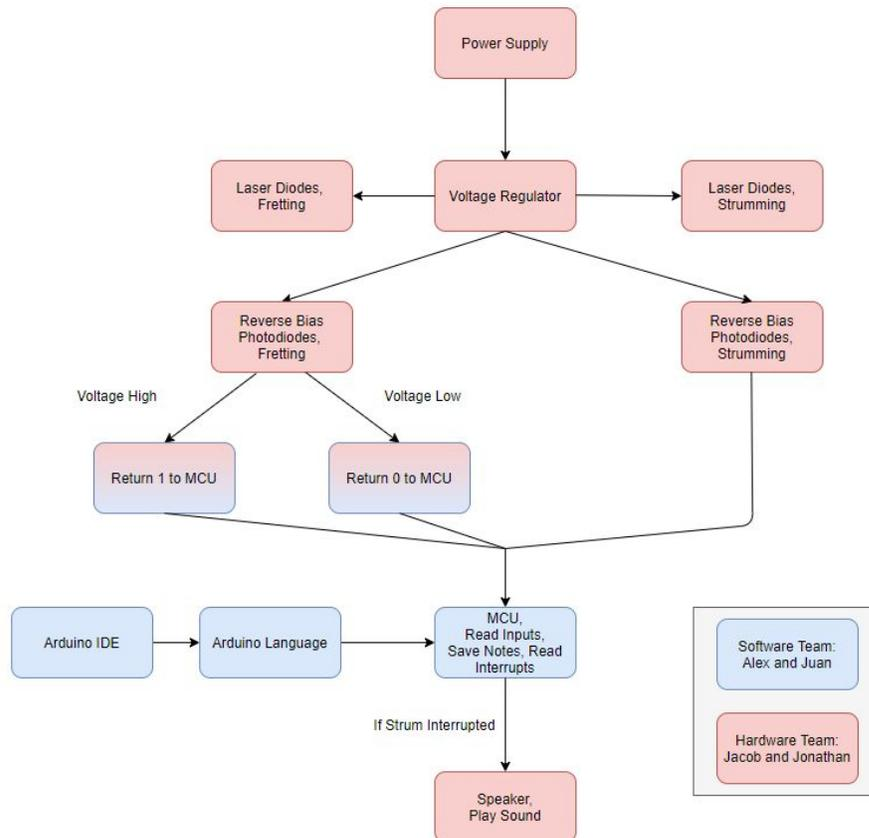 Power Supply
Laser Diodes,
Fretting
Voltage Regulator
Laser Diodes,
Strumming
Reverse Bias
Photodiodes,
Fretting
Reverse Bias
Photodiodes,
Strumming
Voltage High
Voltage Low
Return 1 to MCU
Return 0 to MCU
Arduino IDE
Arduino Language
MCU,
Read Inputs,
Save Notes, Read
Interrupts
Software Team:
Alex and Juan
If Strum Interrupted
Hardware Team:
Jacob and Jonathan
Speaker,
Play Sound